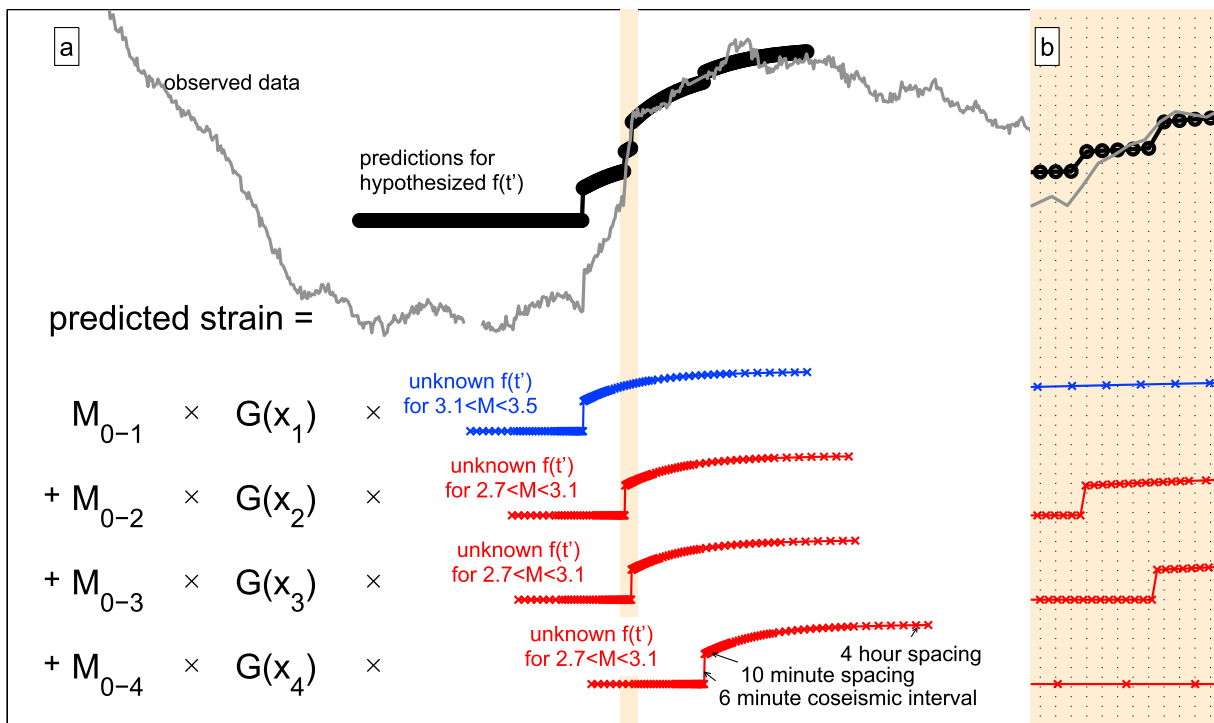 a
b
observed data
predictions for
hypothesized f(t’)
predicted strain =
unknown f(t’)
for 3.1<M<3.5
M0−1 × G(x1) ×
unknown f(t’)
for 2.7<M<3.1
+ M0−2 × G(x2) ×
unknown f(t’)
for 2.7<M<3.1
+ M0−3 × G(x3) ×
unknown f(t’)
for 2.7<M<3.1
+ M0−4 × G(x4) ×
4 hour spacing
10 minute spacing
6 minute coseismic interval